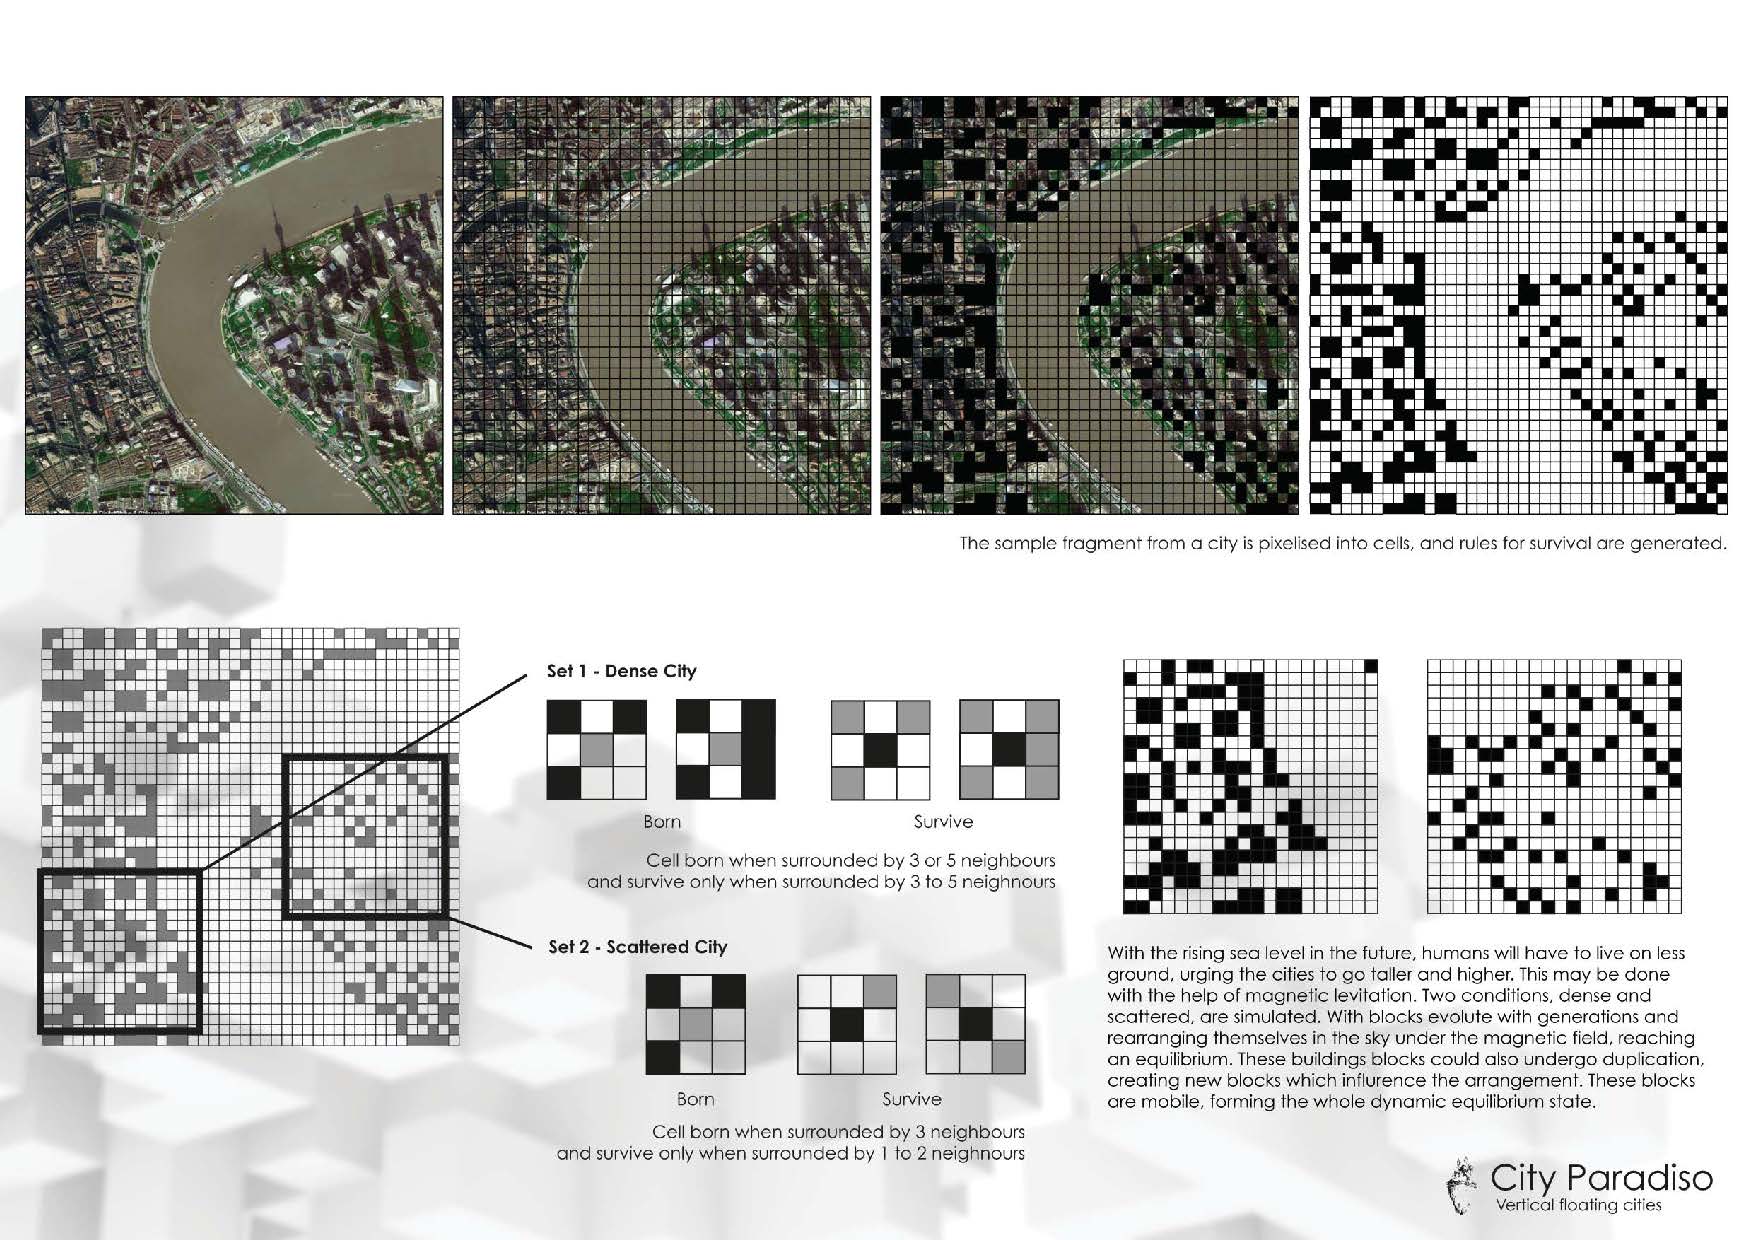 The sample fragment from a city is pixelised into cells, and rules for survival are generated.
Set 1 - Dense City
Born
Survive
Cell born when surrounded by 3 or 5 neighbours
and survive only when surrounded by 3 to 5 neighnours
Set 2 - Scattered City
Born
Survive
Cell born when surrounded by 3 neighbours
and survive only when surrounded by 1 to 2 neighnours
With the rising sea level in the future, humans will have to live on less
ground, urging the cities to go taller and higher. This may be done
with the help of magnetic levitation. Two conditions, dense and
scattered, are simulated. With blocks evolute with generations and
rearranging themselves in the sky under the magnetic field, reaching
an equilibrium. These buildings blocks could also undergo duplication,
creating new blocks which influrence the arrangement. These blocks
are mobile, forming the whole dynamic equilibrium state.
City Paradiso
Vertical floating cities